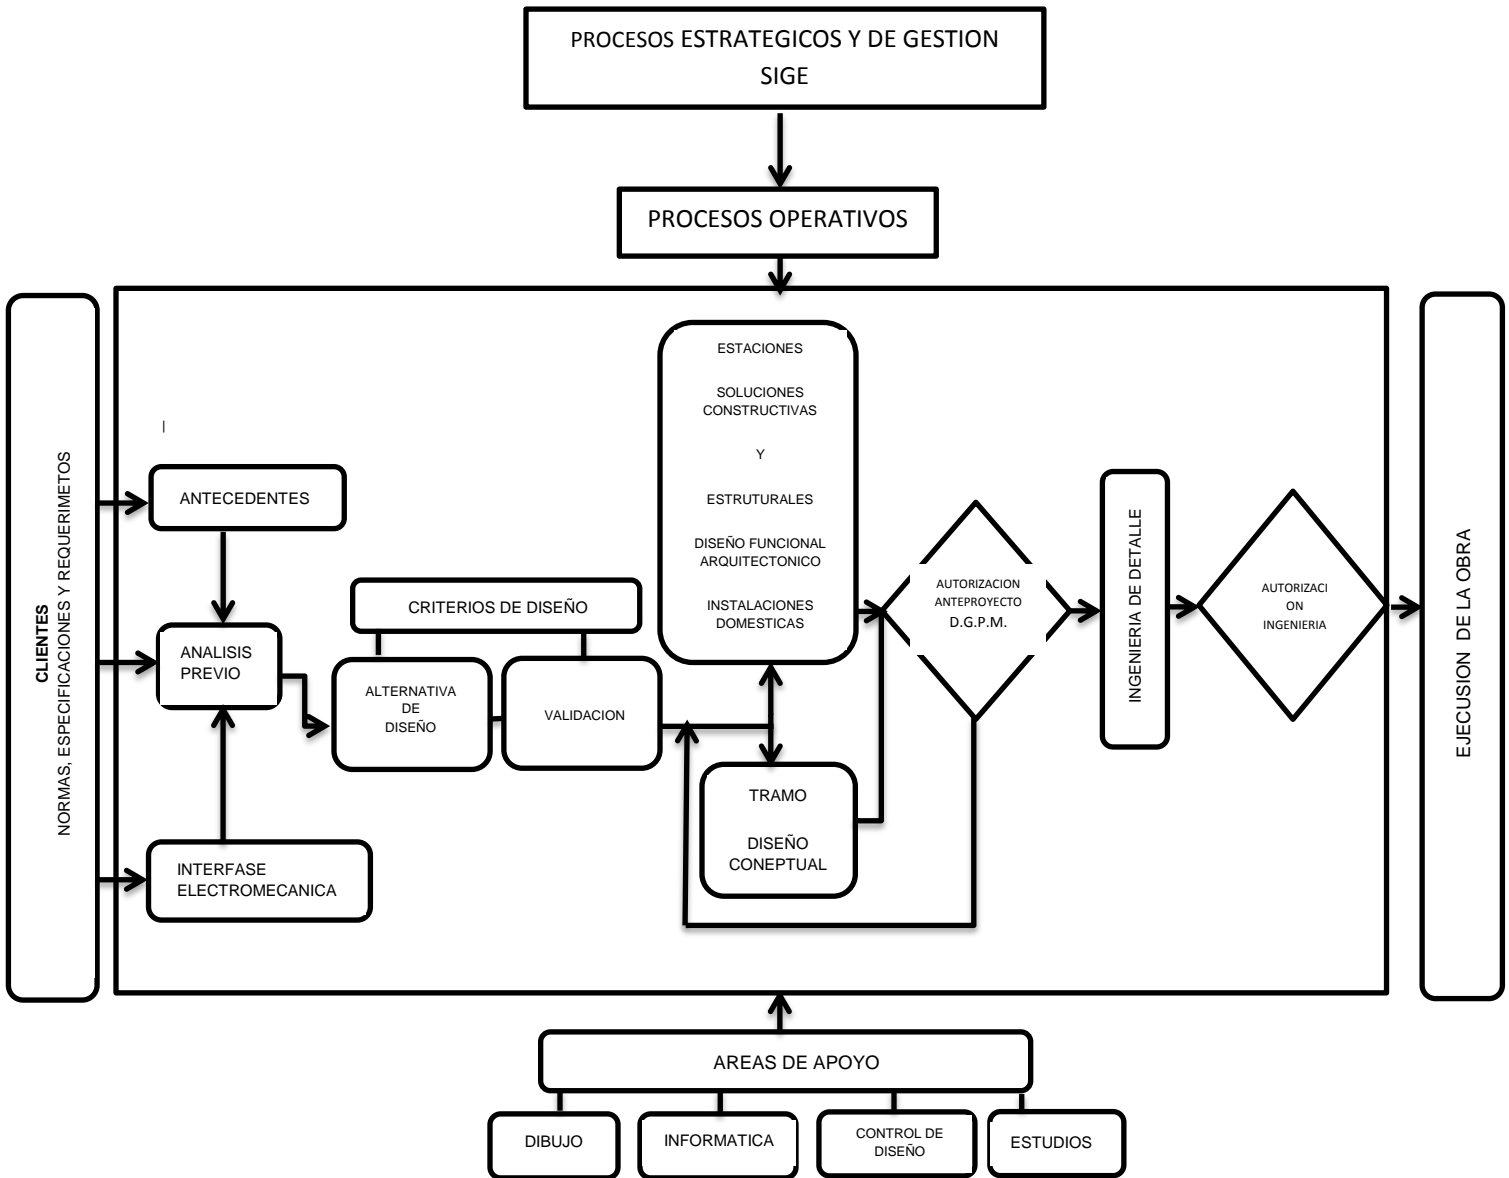 PROCESOS ESTRATEGICOS Y DE GESTION
SIGE
PROCESOS OPERATIVOS
CLIENTES
NORMAS, ESPECIFICACIONES Y REQUERIMETOS
ANTECEDENTES
ANALISIS
PREVIO
INTERFASE
ELECTROMECANICA
CRITERIOS DE DISEÑO
ALTERNATIVA
DE
DISEÑO
VALIDACION
ESTACIONES
SOLUCIONES
CONSTRUCTIVAS
Y
ESTRUTURALES
DISEÑO FUNCIONAL
ARQUITECTONICO
INSTALACIONES
DOMESTICAS
TRAMO
DISEÑO
CONEPTUAL
AUTORIZACION
ANTEPROYECTO
D.G.P.M.
INGENIERIA DE DETALLE
AUTORIZACI
ON
INGENIERIA
EJECUSION DE LA OBRA
AREAS DE APOYO
DIBUJO
INFORMATICA
CONTROL DE
DISEÑO
ESTUDIOS